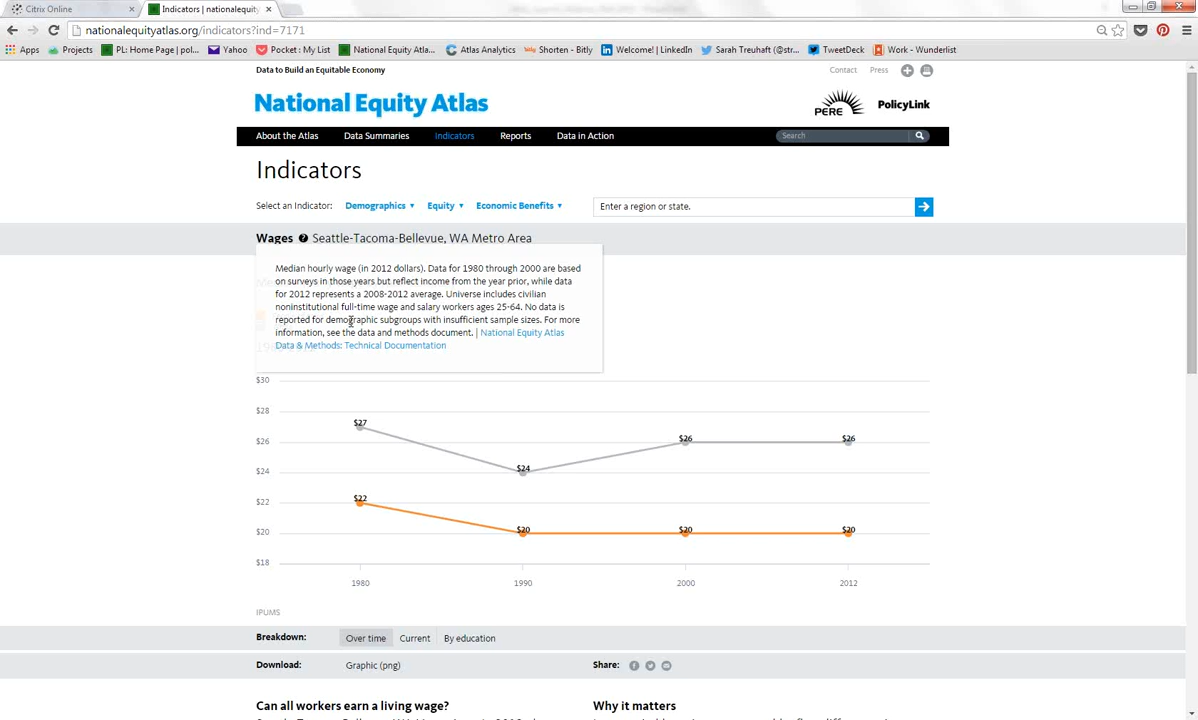 Citrix Online
Indicators | nationalequity
nationalequityatlas.org/indicators?ind=7171
Apps Projects PL: Home Page | pol... Yahoo Pocket : My List National Equity Atla... Atlas Analytics Shorten - Bitly Welcome! | LinkedIn Sarah Treuhaft (@str... TweetDeck Work - Wunderlist
Data to Build an Equitable Economy
Contact Press
National Equity Atlas
PERE PolicyLink
About the Atlas Data Summaries Indicators Reports Data in Action Search
Indicators
Select an Indicator: Demographics Equity Economic Benefits Enter a region or state.
Wages Seattle-Tacoma-Bellevue, WA Metro Area
Median hourly wage (in 2012 dollars). Data for 1980 through 2000 are based
on surveys in those years but reflect income from the year prior, while data
for 2012 represents a 2008-2012 average. Universe includes civilian
noninstitutional full-time wage and salary workers ages 25-64. No data is
reported for demographic subgroups with insufficient sample sizes. For more
information, see the data and methods document. | National Equity Atlas
Data & Methods: Technical Documentation
$30
$28
$27
$26 $26 $26
$24 $24
$22 $22
$20 $20 $20 $20
$18
1980 1990 2000 2012
IPUMS
Breakdown: Over time Current By education
Download: Graphic (png) Share:
Can all workers earn a living wage? Why it matters